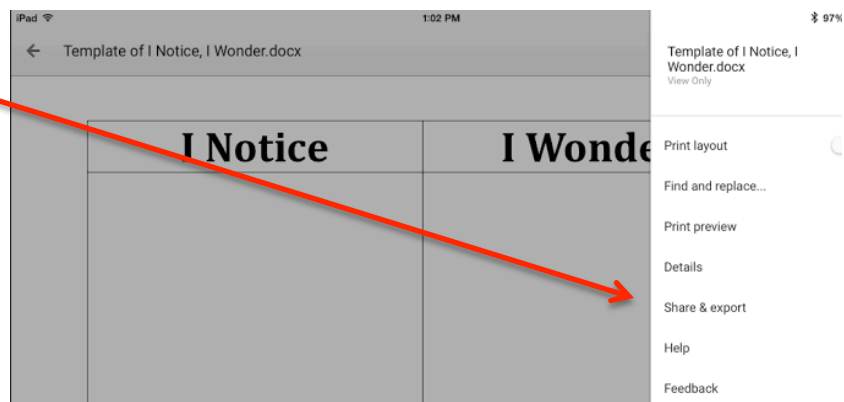 iPad 1:02 PM 97%
Template of I Notice, I Wonder.docx
Template of I Notice, I
Wonder.docx
View Only
I Notice I Wonde
Print layout
Find and replace...
Print preview
Details
Share & export
Help
Feedback